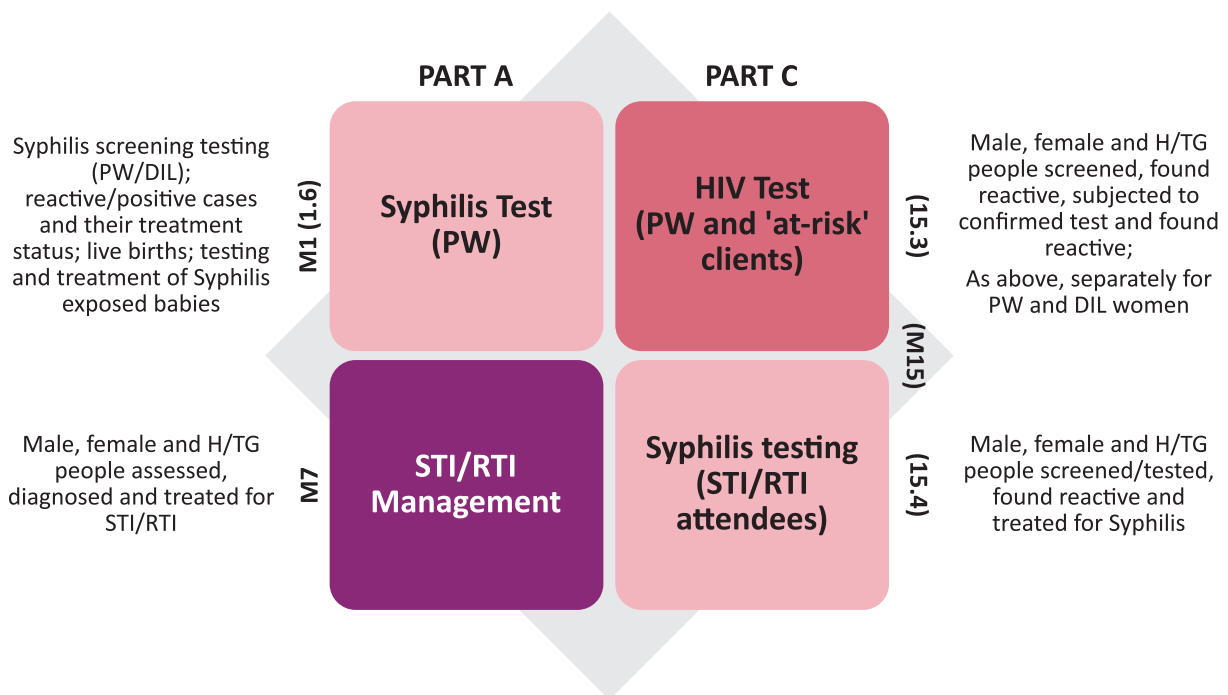 PART A
PART C
Syphilis screening testing
(PW/DIL);
reactive/positive cases
and their treatment
status; live births; testing
and treatment of Syphilis
exposed babies
M1 (1.6)
Syphilis Test
(PW)
HIV Test
(PW and 'at-risk'
clients)
(15.3)
Male, female and H/TG
people screened, found
reactive, subjected to
confirmed test and found
reactive;
As above, separately for
PW and DIL women
(M15)
Male, female and H/TG
people assessed,
diagnosed and treated for
STI/RTI
M7
STI/RTI
Management
Syphilis testing
(STI/RTI
attendees)
(15.4)
Male, female and H/TG
people screened/tested,
found reactive and
treated for Syphilis